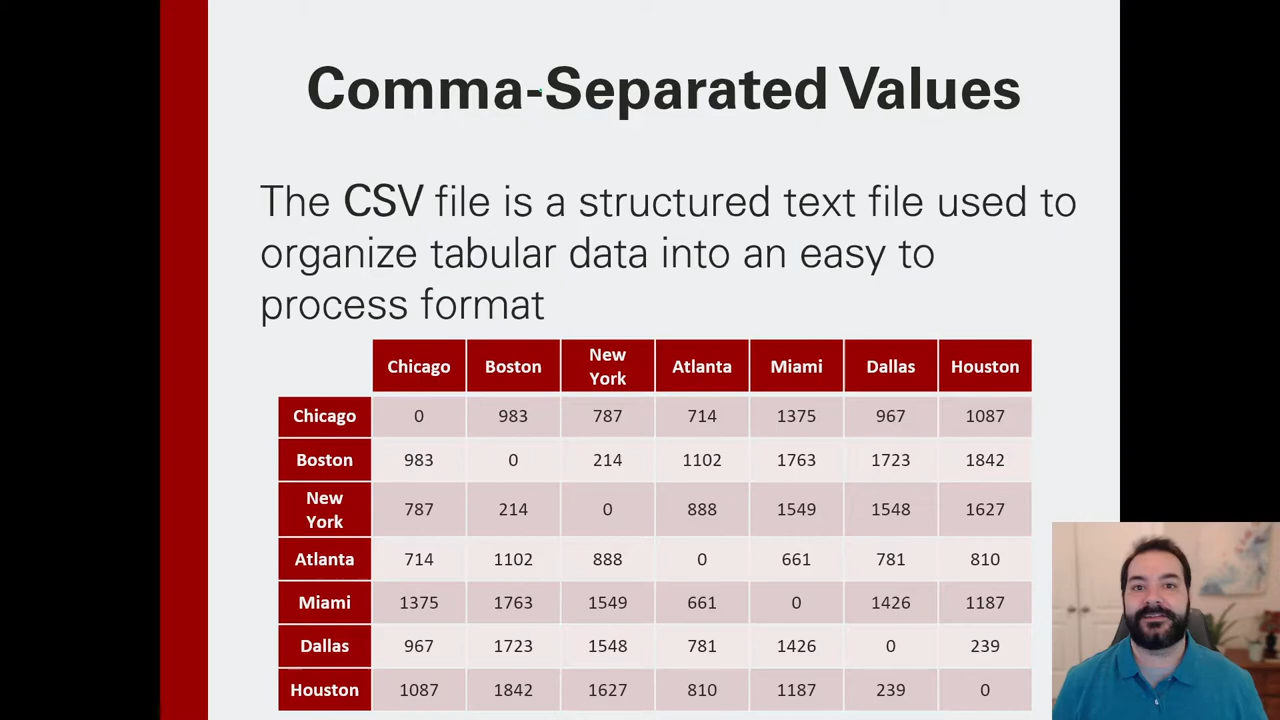 Comma-Separated Values
The CSV file is a structured text file used to
organize tabular data into an easy to
process format
Chicago Boston New York Atlanta Miami Dallas Houston
Chicago 0 983 787 714 1375 967 1087
Boston 983 0 214 1102 1763 1723 1842
New York 787 214 0 888 1549 1548 1627
Atlanta 714 1102 888 0 661 781 810
Miami 1375 1763 1549 661 0 1426 1187
Dallas 967 1723 1548 781 1426 0 239
Houston 1087 1842 1627 810 1187 239 0